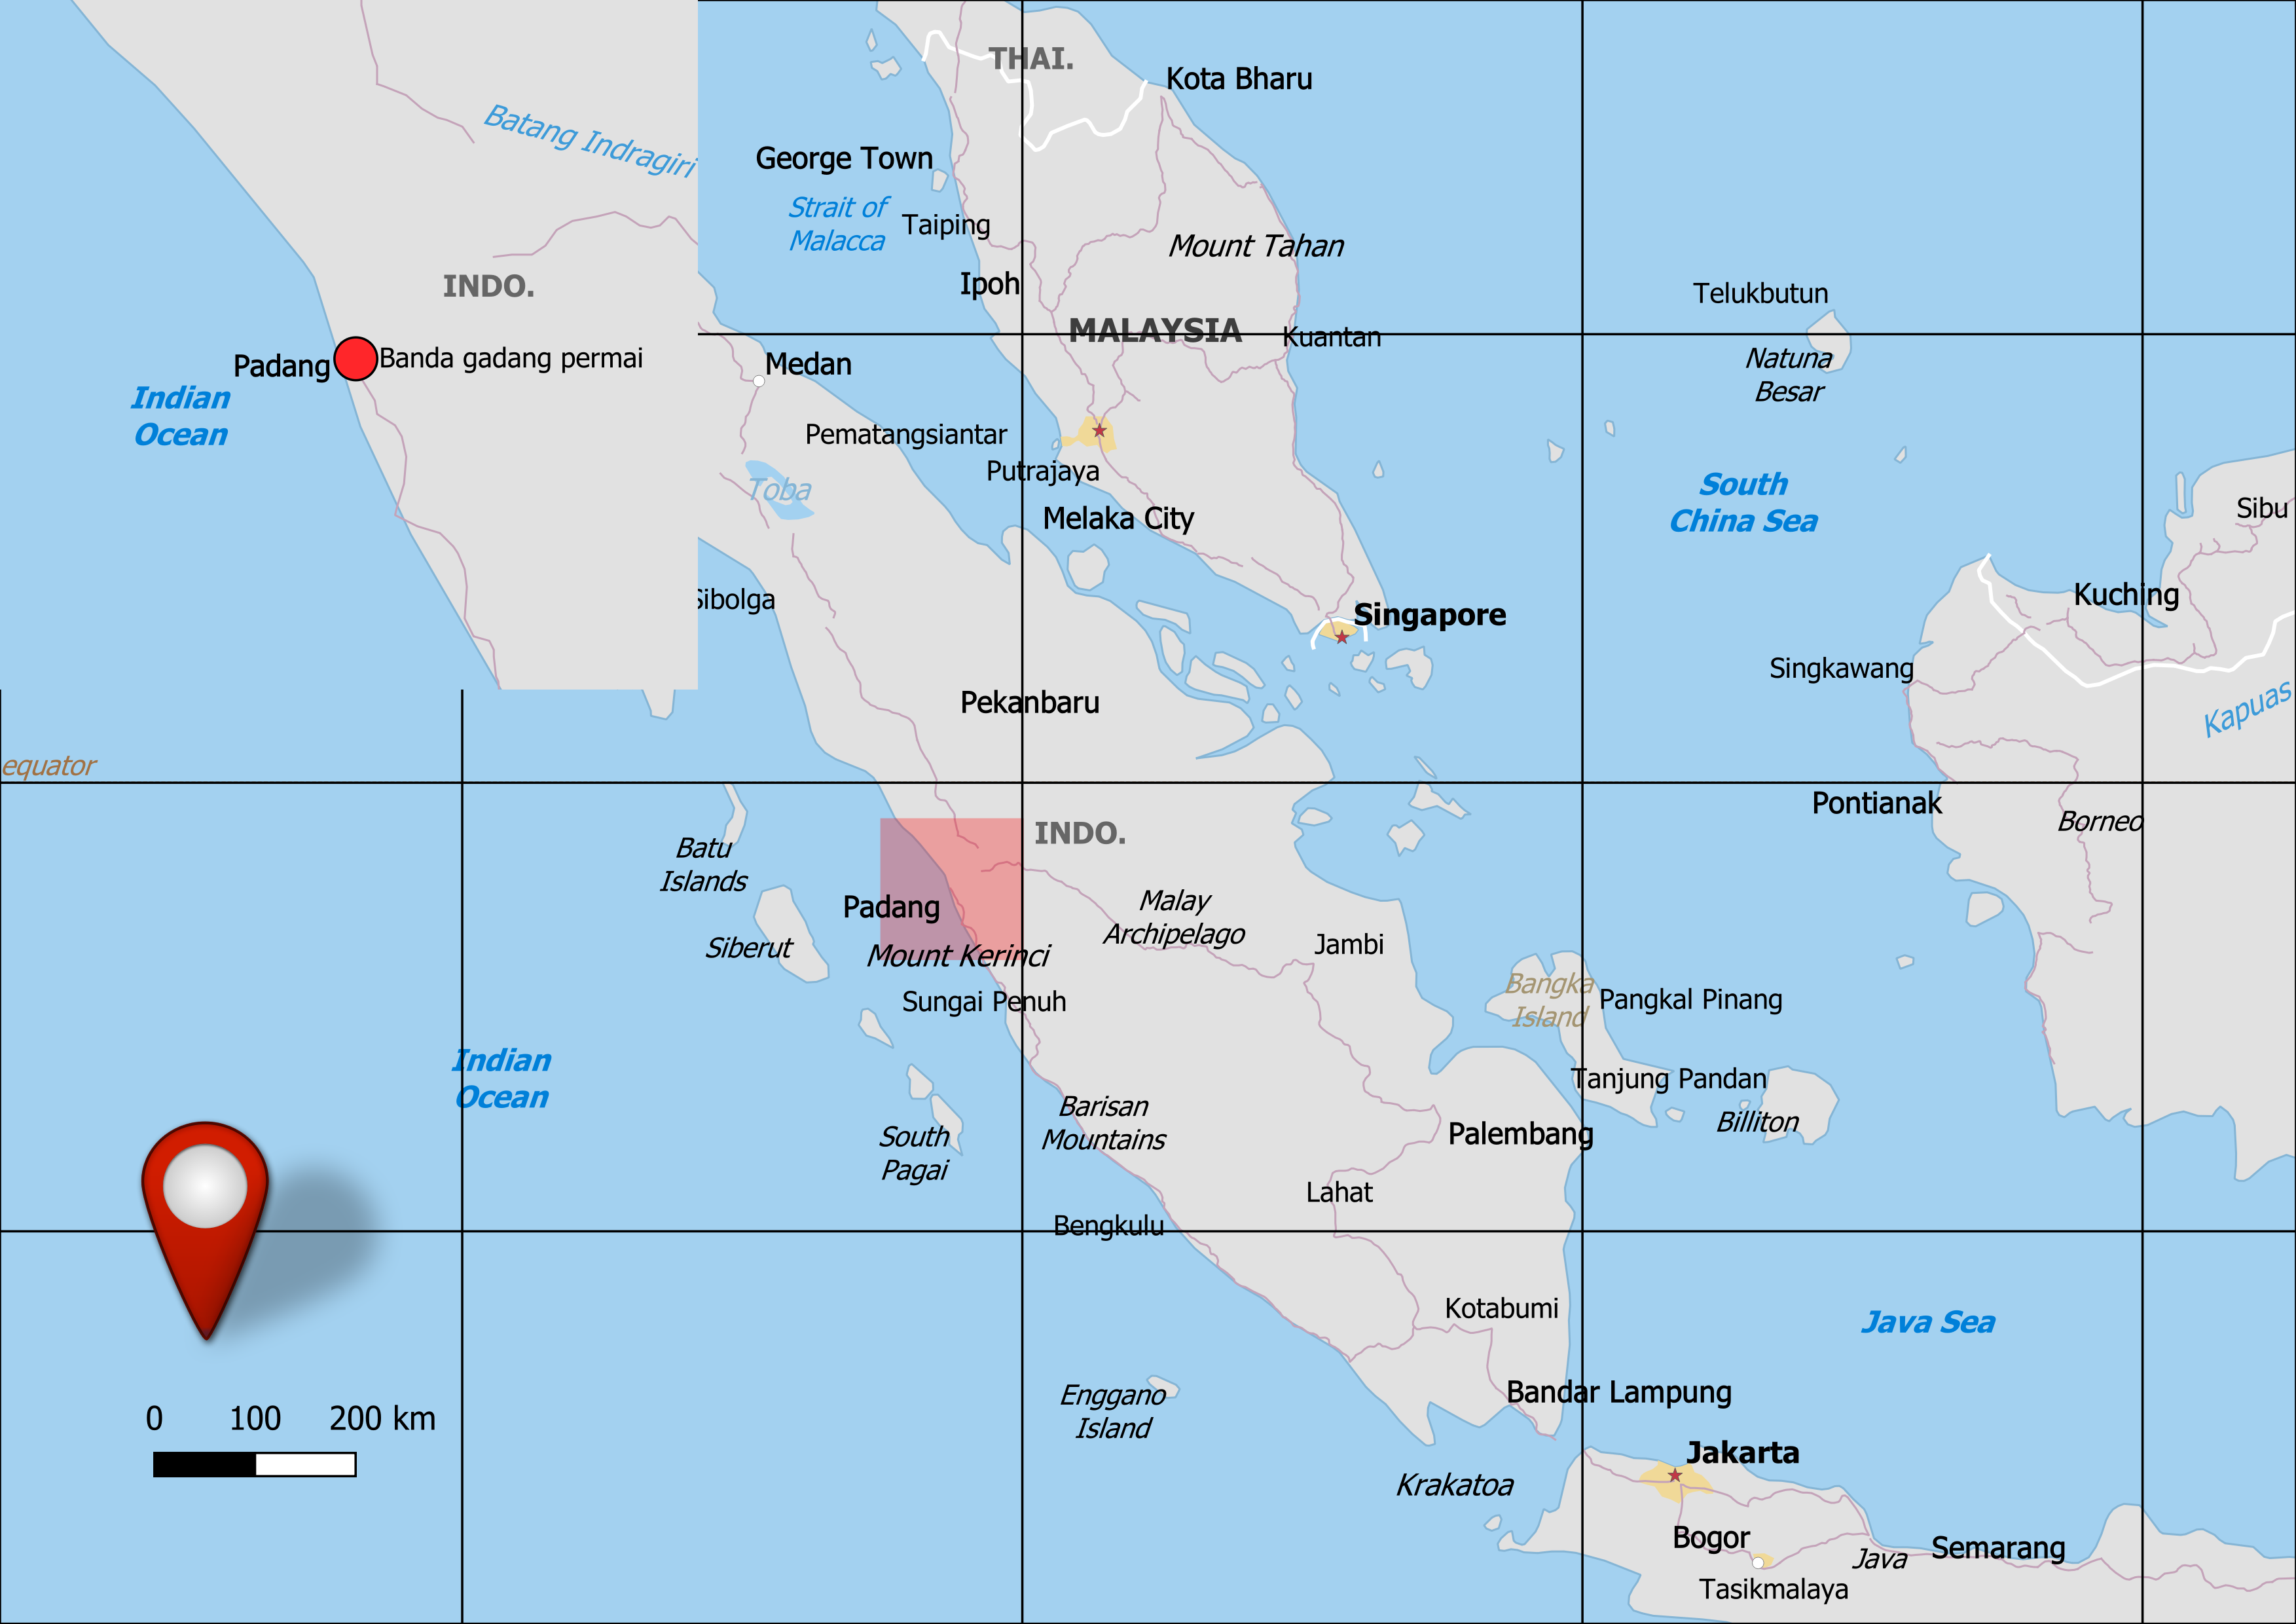 THAI.
Kota Bharu
Batang Indragiri
George Town
Strait of
Malacca
Taiping
Mount Tahan
INDO.
Ipoh
Telukbutun
MALAYSIA
Kuantan
Padang
Banda gadang permai
Medan
Natuna
Besar
Indian
Ocean
Pematangsiantar
Putrajaya
Toba
South
China Sea
Sibu
Melaka City
Sibolga
Kuching
Singapore
Singkawang
Pekanbaru
Kapuas
equator
Pontianak
Borneo
INDO.
Batu
Islands
Padang
Malay
Archipelago
Siberut
Mount Kerinci
Jambi
Bangka
Island
Pangkal Pinang
Sungai Penuh
Indian
Ocean
Tanjung Pandan
Billiton
Barisan
Mountains
South
Pagai
Palembang
Lahat
Bengkulu
Kotabumi
Java Sea
Enggano
Island
Bandar Lampung
0 100 200 km
Jakarta
Krakatoa
Bogor
Java
Semarang
Tasikmalaya